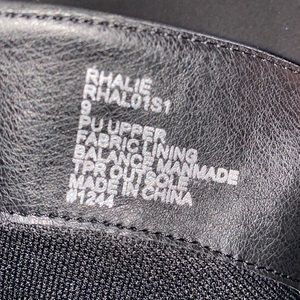 RHALIE
RHAL01S1
9
PU UPPER
FABRIC LINING
BALANCE MANMADE
TPR OUTSOLE
MADE IN CHINA
#1244